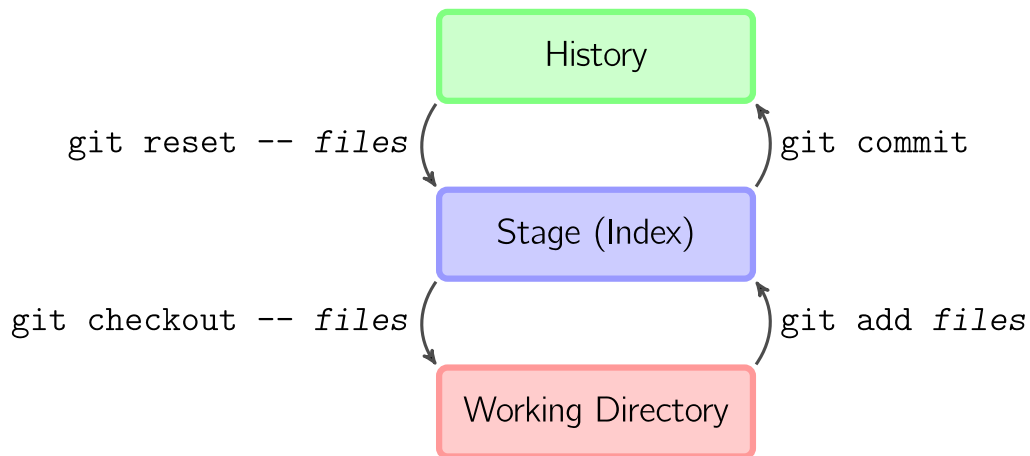 History
git reset -- files
git commit
Stage (Index)
git checkout -- files
git add files
Working Directory